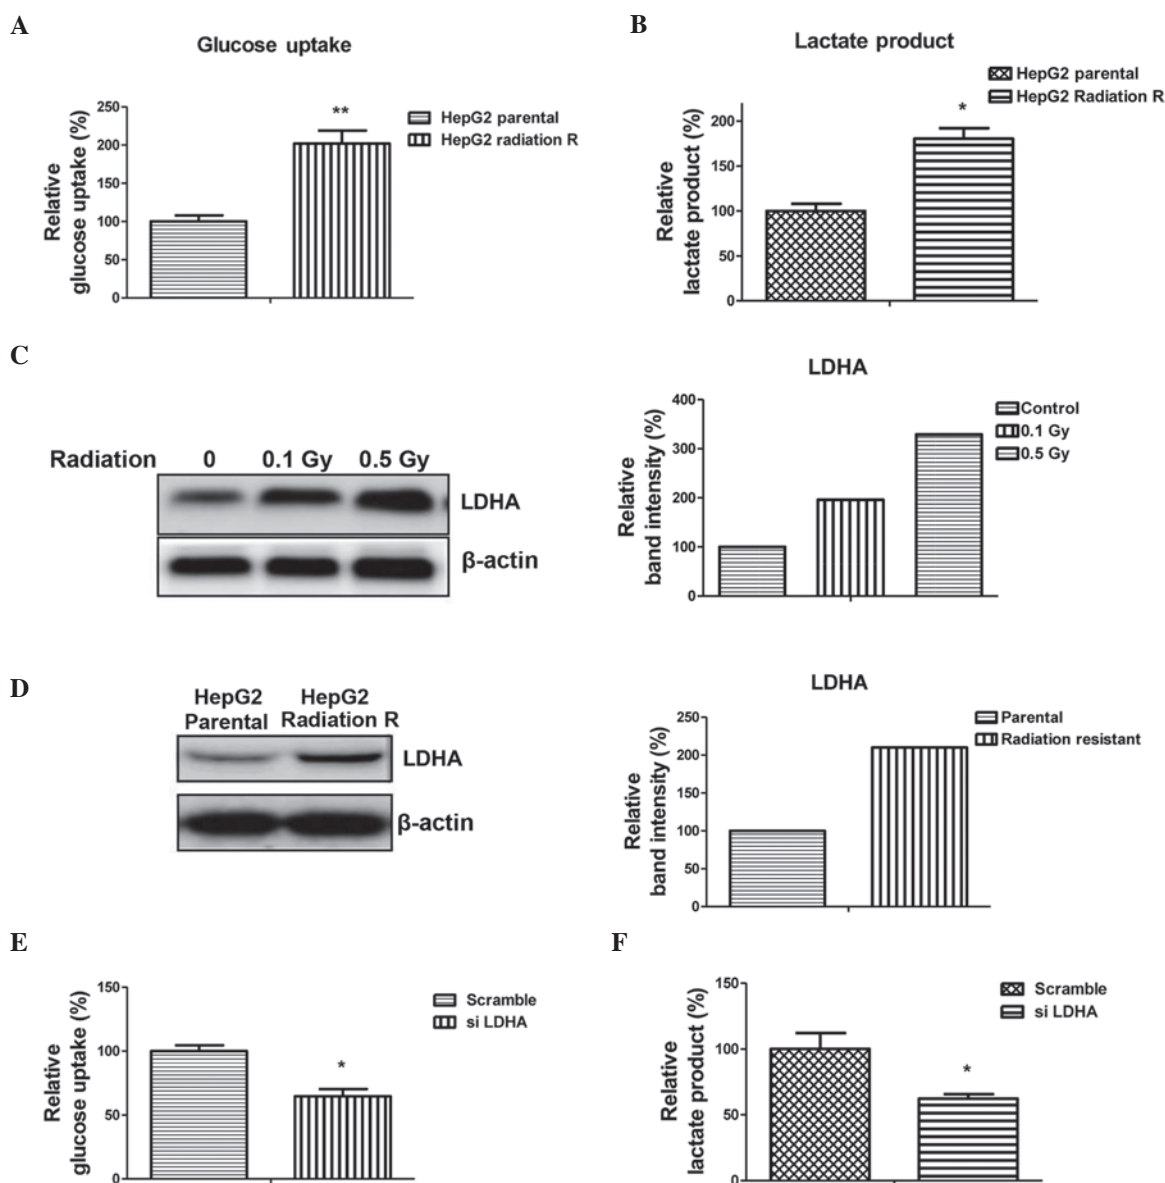 A
Glucose uptake
Relative
glucose uptake (%)
250
200
150
100
50
0
**
HepG2 parental
HepG2 radiation R
B
Lactate product
Relative
lactate product (%)
200
150
100
50
0
*
HepG2 parental
HepG2 Radiation R
C
Radiation 0 0.1 Gy 0.5 Gy
LDHA
β-actin
LDHA
Relative
band intensity (%)
400
300
200
100
0
Control
0.1 Gy
0.5 Gy
D
HepG2 HepG2
Parental Radiation R
LDHA
β-actin
LDHA
Relative
band intensity (%)
250
200
150
100
50
0
Parental
Radiation resistant
E
Relative
glucose uptake (%)
150
100
50
0
*
Scramble
si LDHA
F
Relative
lactate product (%)
150
100
50
0
*
Scramble
si LDHA